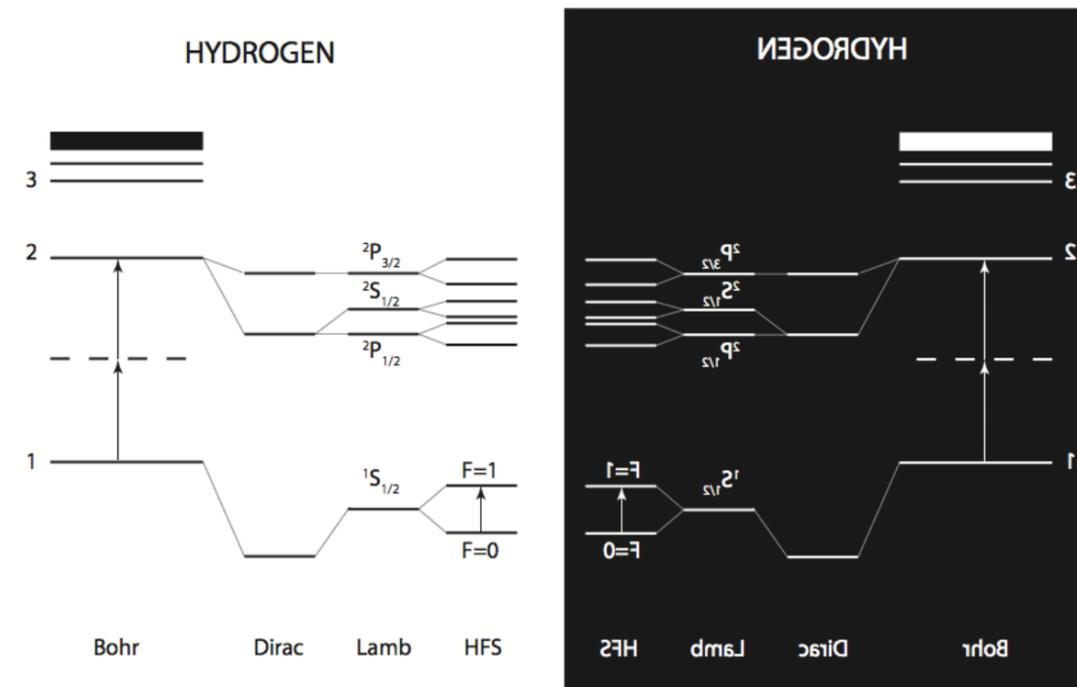 HYDROGEN
3
2
²P₃/₂
²S₁/₂
²P₁/₂
1
¹S₁/₂
F=1
F=0
Bohr Dirac Lamb HFS
HYDROGEN
3
²P₃/₂
2
²S₁/₂
²P₁/₂
1
F=1
¹S₁/₂
F=0
HFS Lamb Dirac Bohr